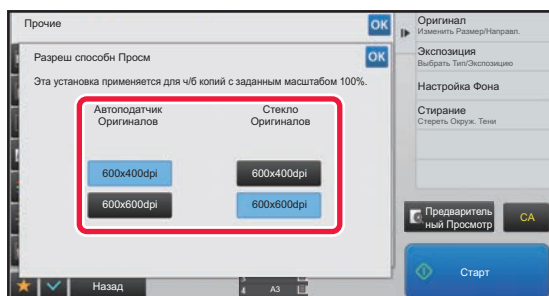 Прочие
OK
Разреш способн Просм
OK
Эта установка применяется для ч/б копий с заданным масштабом 100%.
Автоподатчик
Оригиналов
Стекло
Оригиналов
600x400dpi
600x400dpi
600x600dpi
600x600dpi
Назад
3
4
A3
Оригинал
Изменить Размер/Направл.
Экспозиция
Выбрать Тип/Экспозицию
Настройка Фона
Стирание
Стереть Окруж. Тени
Предваритель
ный Просмотр
CA
Старт